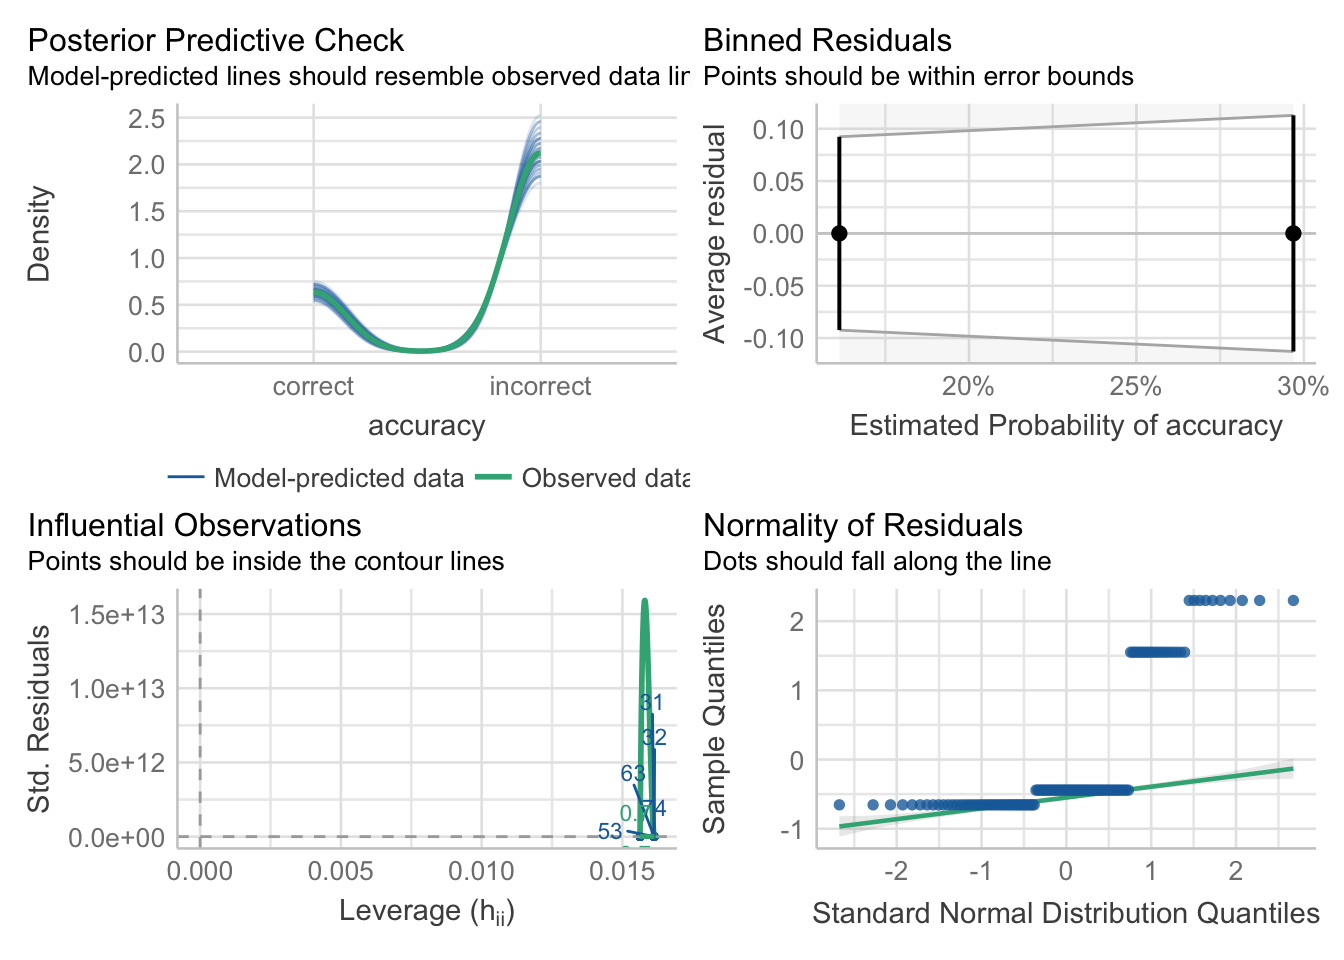 Posterior Predictive Check
Model-predicted lines should resemble observed data lin
2.5
2.0
1.5
1.0
0.5
0.0
Density
correct
incorrect
accuracy
Model-predicted data
Observed data
Binned Residuals
Points should be within error bounds
0.10
0.05
0.00
-0.05
-0.10
Average residual
20%
25%
30%
Estimated Probability of accuracy
Influential Observations
Points should be inside the contour lines
1.5e+13
1.0e+13
5.0e+12
0.0e+00
Std. Residuals
31
32
63
74
53
0.000
0.005
0.010
0.015
Leverage (hii)
Normality of Residuals
Dots should fall along the line
2
1
0
-1
Sample Quantiles
-2
-1
0
1
2
Standard Normal Distribution Quantiles